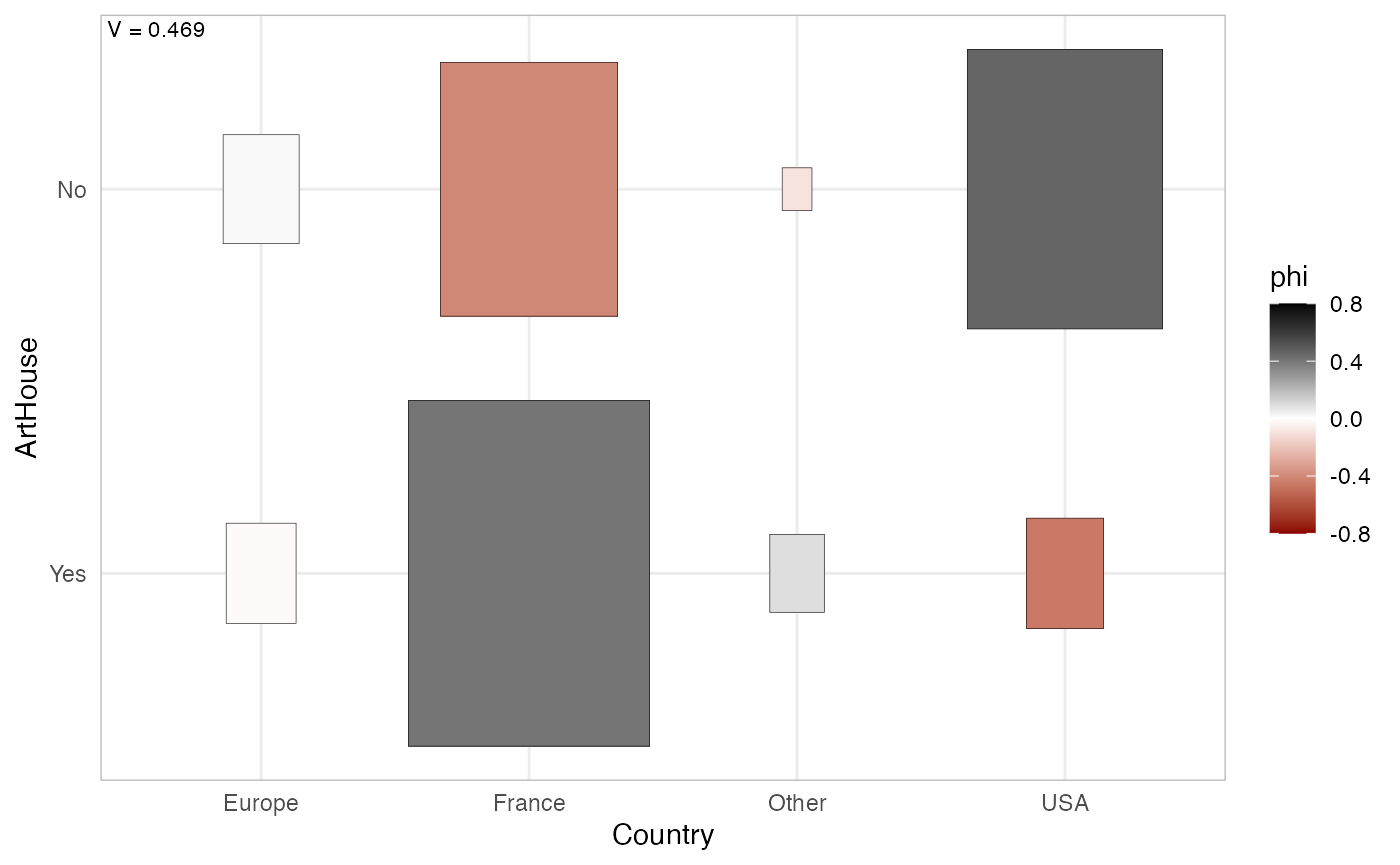 V = 0.469
No
Yes
ArtHouse
Europe
France
Other
USA
Country
phi
0.8
0.4
0.0
-0.4
-0.8